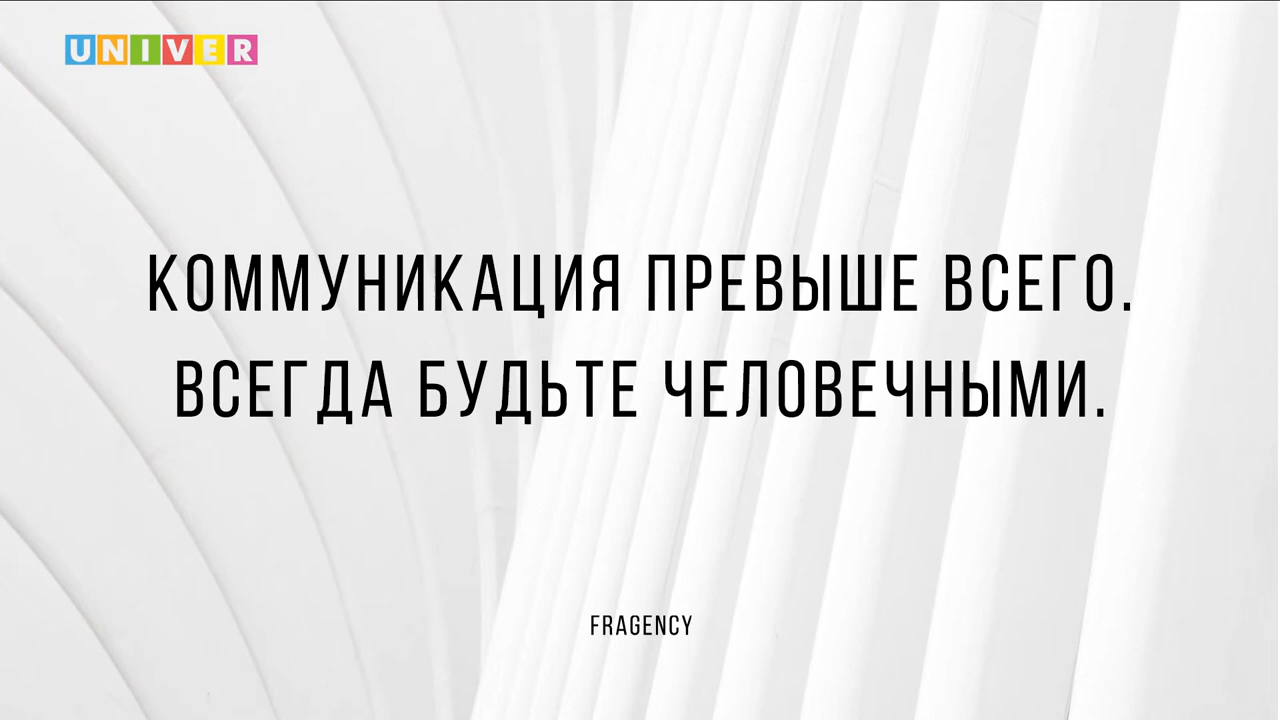 UNIVER
КОММУНИКАЦИЯ ПРЕВЫШЕ ВСЕГО.
ВСЕГДА БУДЬТЕ ЧЕЛОВЕЧНЫМИ.
FRAGENCY